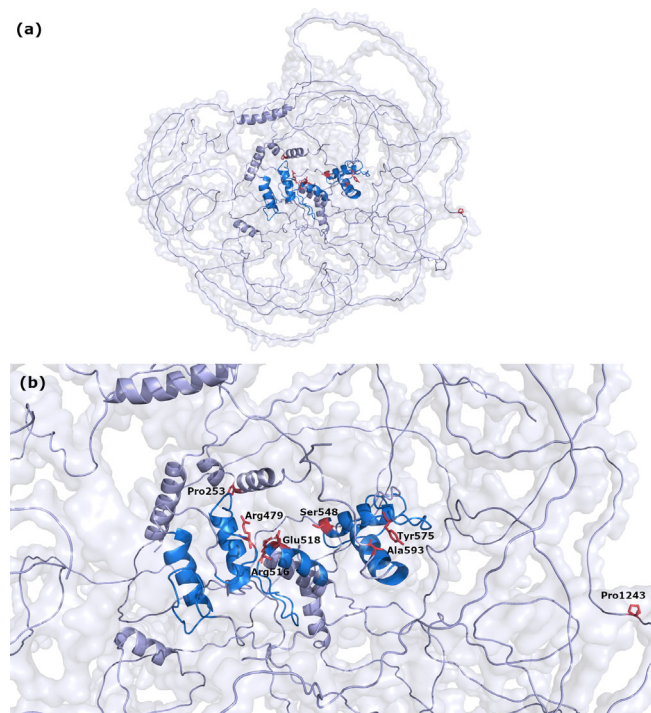 (a)
(b)
Pro253
Arg479
Ser548
Glu518
Tyr575
Ala593
Arg516
Pro1243